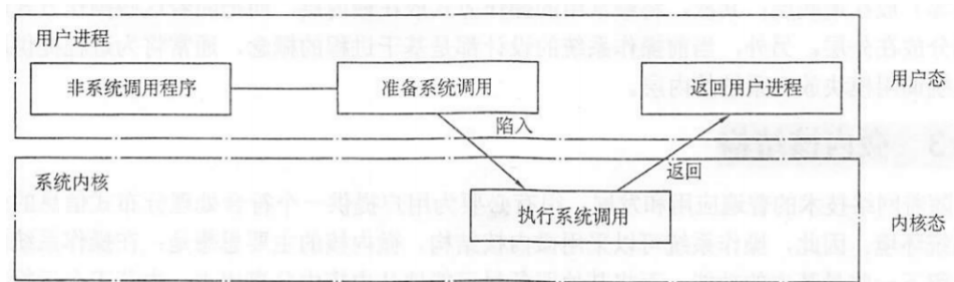 用户进程
非系统调用程序
准备系统调用
返回用户进程
用户态
陷入
返回
系统内核
执行系统调用
内核态